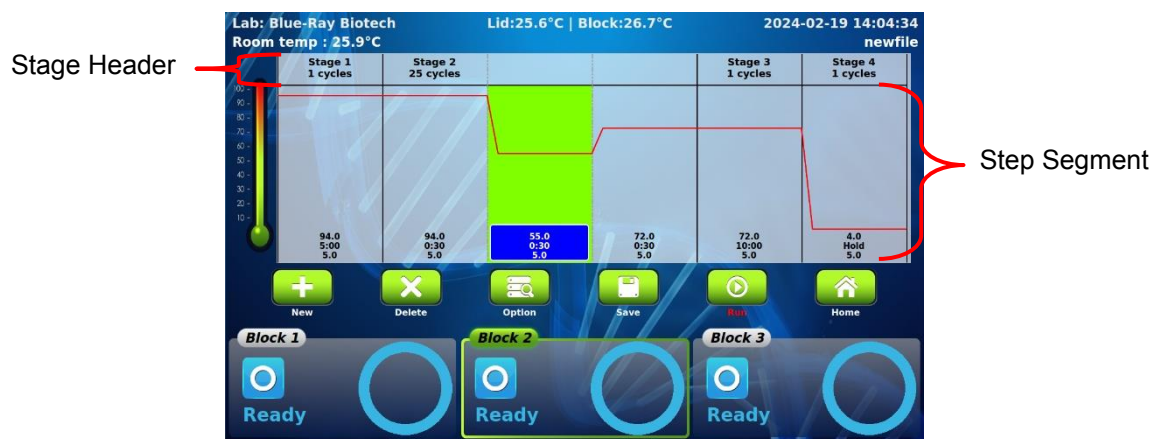 Lab: Blue-Ray Biotech Lid:25.6°C | Block:26.7°C 2024-02-19 14:04:34
Room temp : 25.9°C newfile
Stage Header
Stage 1 Stage 2 Stage 3 Stage 4
1 cycles 25 cycles 1 cycles 1 cycles
100
90
80
70
60
50
40
30
20
10
Step Segment
94.0 94.0 55.0 72.0 72.0 4.0
5:00 0:30 0:30 0:30 10:00 Hold
5.0 5.0 5.0 5.0 5.0 5.0
New Delete Option Save Run Home
Block 1 Block 2 Block 3
Ready Ready Ready